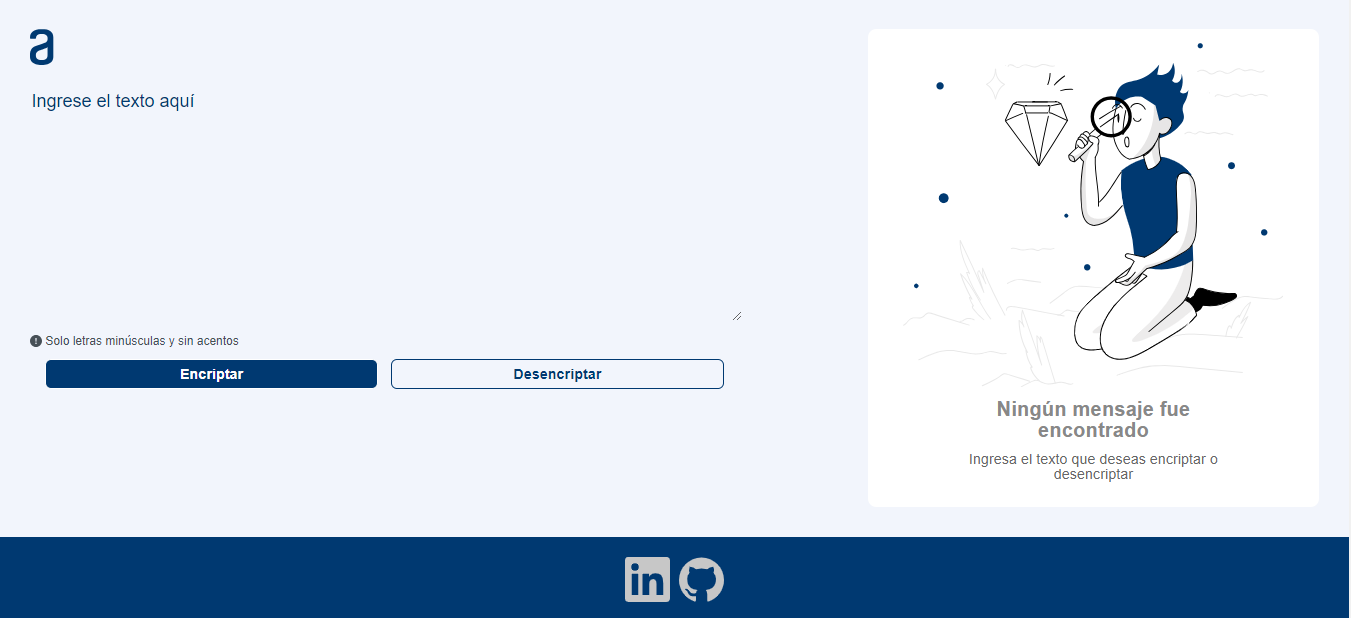 a
Ingrese el texto aquí
Solo letras minúsculas y sin acentos
Encriptar
Desencriptar
Ningún mensaje fue
encontrado
Ingresa el texto que deseas encriptar o
desencriptar
in